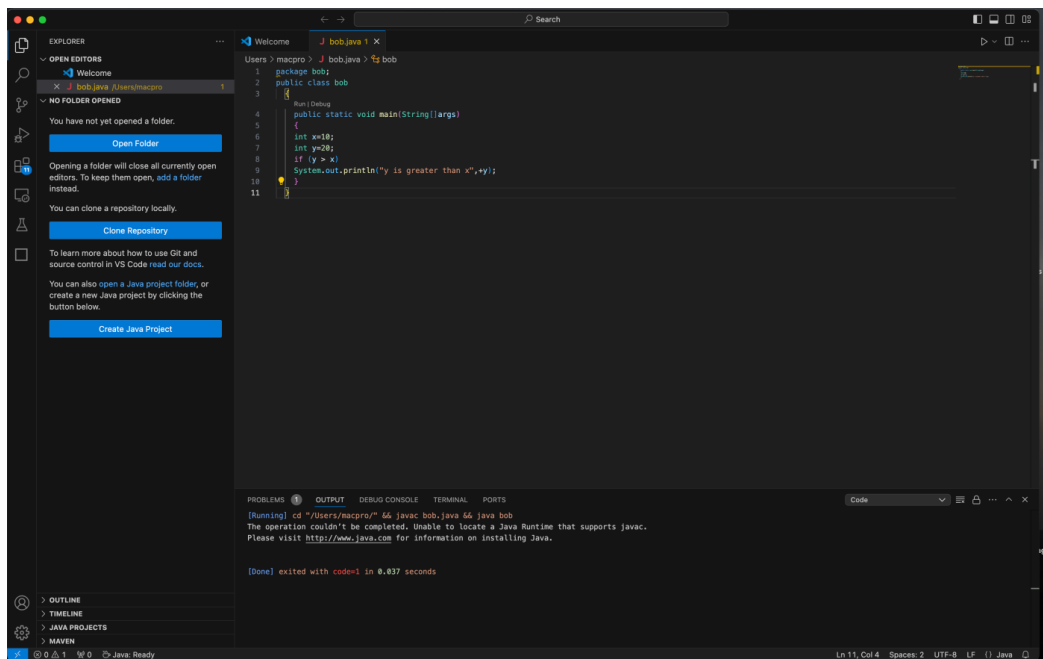 Search
EXPLORER
OPEN EDITORS
Welcome
J bob.java /Users/macpro 1
NO FOLDER OPENED
You have not yet opened a folder.
Open Folder
Opening a folder will close all currently open
editors. To keep them open, add a folder
instead.
You can clone a repository locally.
Clone Repository
To learn more about how to use Git and
source control in VS Code read our docs.
You can also open a Java project folder, or
create a new Java project by clicking the
button below.
Create Java Project
OUTLINE
TIMELINE
JAVA PROJECTS
MAVEN
11
Welcome J bob.java 1
Users > macpro > J bob.java > bob
1 package bob;
2 public class bob
3 {
Run | Debug
4 public static void main(String[]args)
5 {
6 int x=10;
7 int y=20;
8 if (y > x)
9 System.out.println("y is greater than x",+y);
10 }
11 }
PROBLEMS 1 OUTPUT DEBUG CONSOLE TERMINAL PORTS
Code
[Running] cd "/Users/macpro/" && javac bob.java && java bob
The operation couldn't be completed. Unable to locate a Java Runtime that supports javac.
Please visit http://www.java.com for information on installing Java.
[Done] exited with code=1 in 0.037 seconds
0 1 0 Java: Ready
Ln 11, Col 4 Spaces: 2 UTF-8 LF {} Java